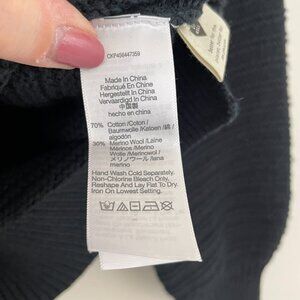 CKP456447359
Made In China
Fabriqué En Chine
Hergestellt In China
Vervaardigd In China
中国製
hecho en China
70% Cotton /Coton /
Baumwolle /Katoen /綿 /
algodón
30% Merino Wool /Laine
Mérinos /Merino
Wolle /Merinowol /
メリノウール /lana
merino
Hand Wash Cold Separately.
Non-Chlorine Bleach Only.
Reshape And Lay Flat To Dry.
Iron On Lowest Setting.